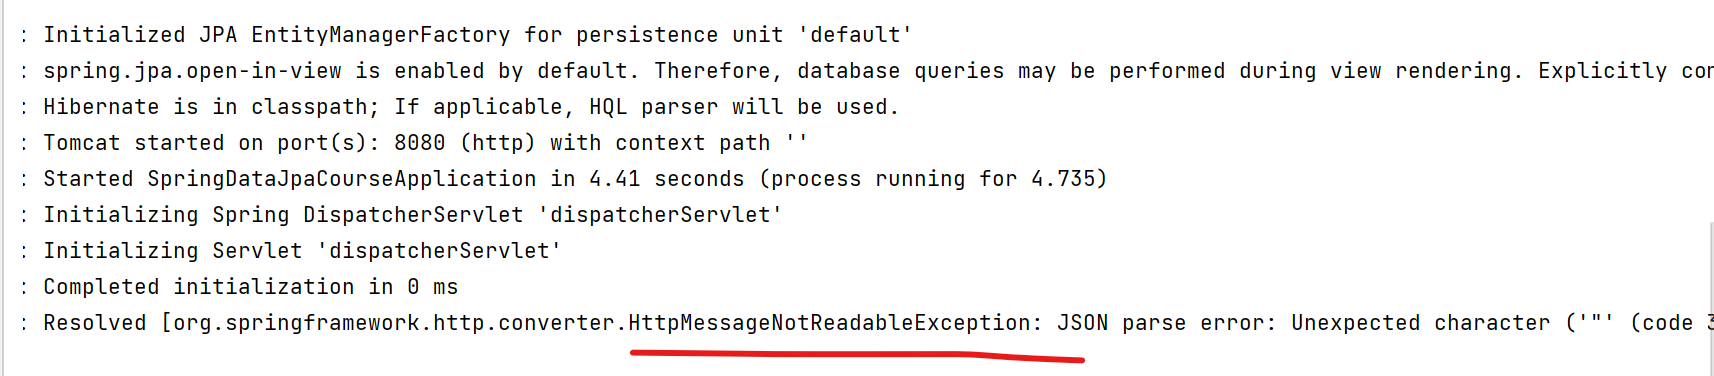 : Initialized JPA EntityManagerFactory for persistence unit 'default'
: spring.jpa.open-in-view is enabled by default. Therefore, database queries may be performed during view rendering. Explicitly con
: Hibernate is in classpath; If applicable, HQL parser will be used.
: Tomcat started on port(s): 8080 (http) with context path ''
: Started SpringDataJpaCourseApplication in 4.41 seconds (process running for 4.735)
: Initializing Spring DispatcherServlet 'dispatcherServlet'
: Initializing Servlet 'dispatcherServlet'
: Completed initialization in 0 ms
: Resolved [org.springframework.http.converter.HttpMessageNotReadableException: JSON parse error: Unexpected character ('"' (code 3